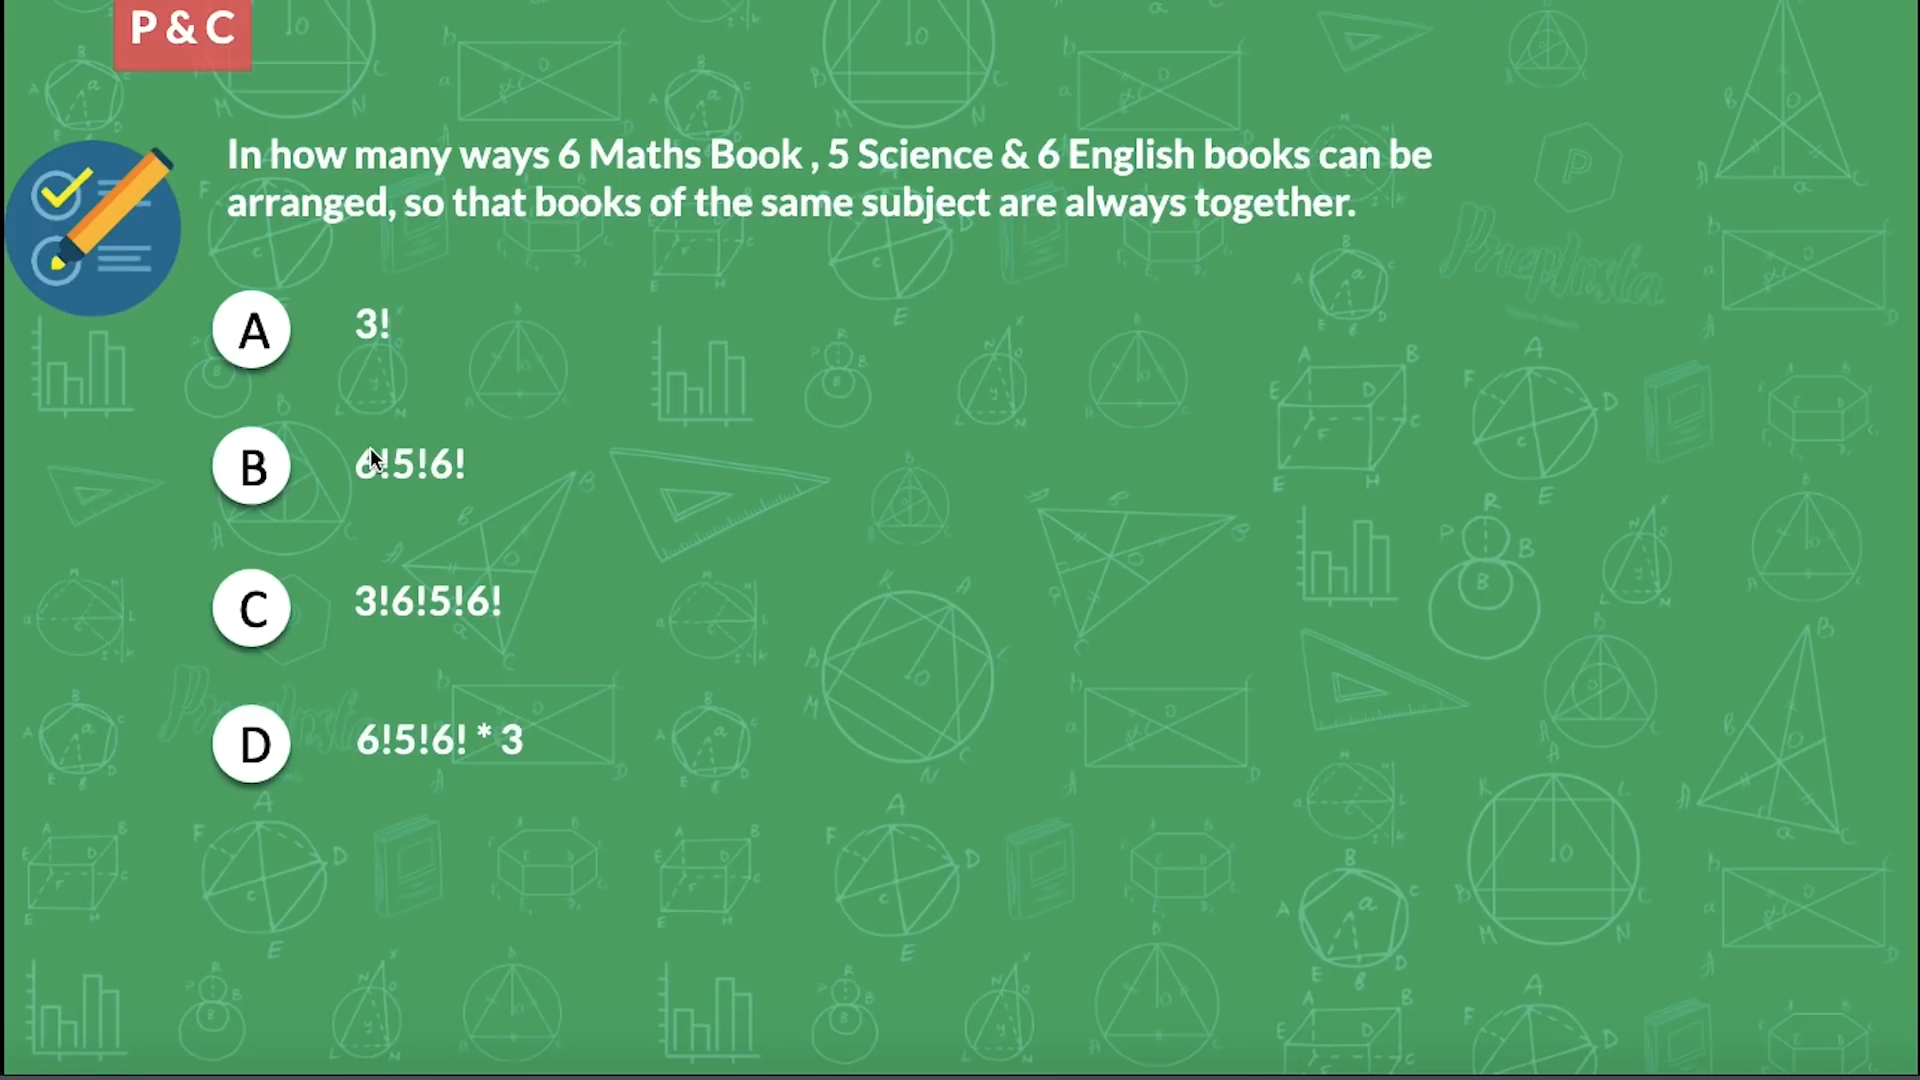 P & C
In how many ways 6 Maths Book , 5 Science & 6 English books can be
arranged, so that books of the same subject are always together.
A 3!
B 6!5!6!
C 3!6!5!6!
D 6!5!6! * 3
PrepInsta